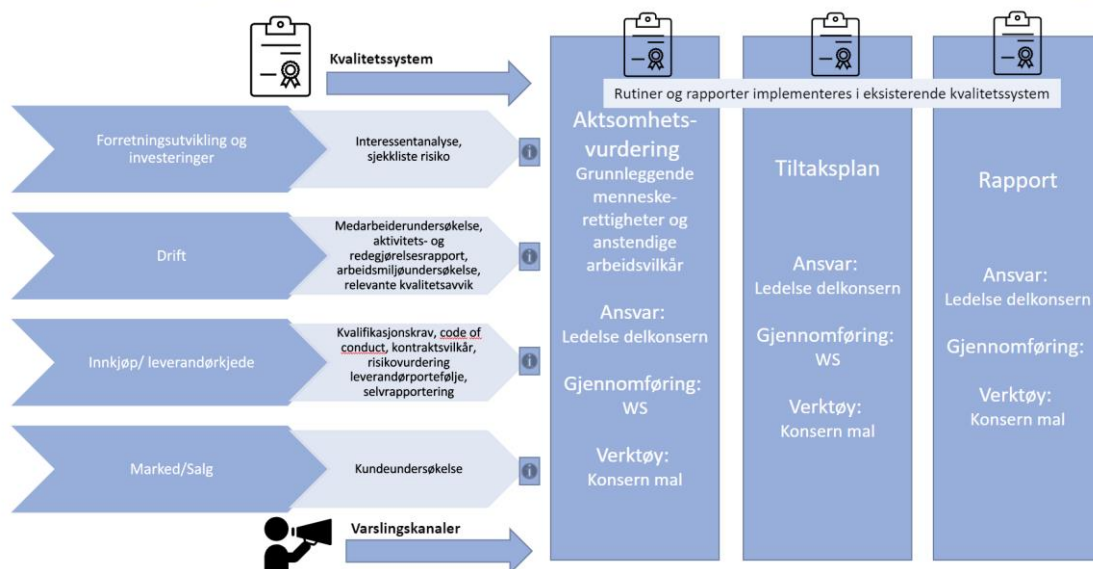 Kvalitetssystem
Forretningsutvikling og
investeringer
Interessentanalyse,
sjekkliste risiko
Drift
Medarbeiderundersøkelse,
aktivitets- og
redegjørelsesrapport,
arbeidsmiljøundersøkelse,
relevante kvalitetsavvik
Innkjøp/ leverandørkjede
Kvalifikasjonskrav, code of
conduct, kontraktsvilkår,
risikovurdering
leverandørportefølje,
selvrapportering
Marked/Salg
Kundeundersøkelse
Varslingskanaler
Rutiner og rapporter implementeres i eksisterende kvalitetssystem
Aktsomhets-
vurdering
Grunnleggende
menneske-
rettigheter og
anstendige
arbeidsvilkår
Ansvar:
Ledelse delkonsern
Gjennomføring:
WS
Verktøy:
Konsern mal
Tiltaksplan
Ansvar:
Ledelse delkonsern
Gjennomføring:
WS
Verktøy:
Konsern mal
Rapport
Ansvar:
Ledelse delkonsern
Gjennomføring:
Verktøy:
Konsern mal